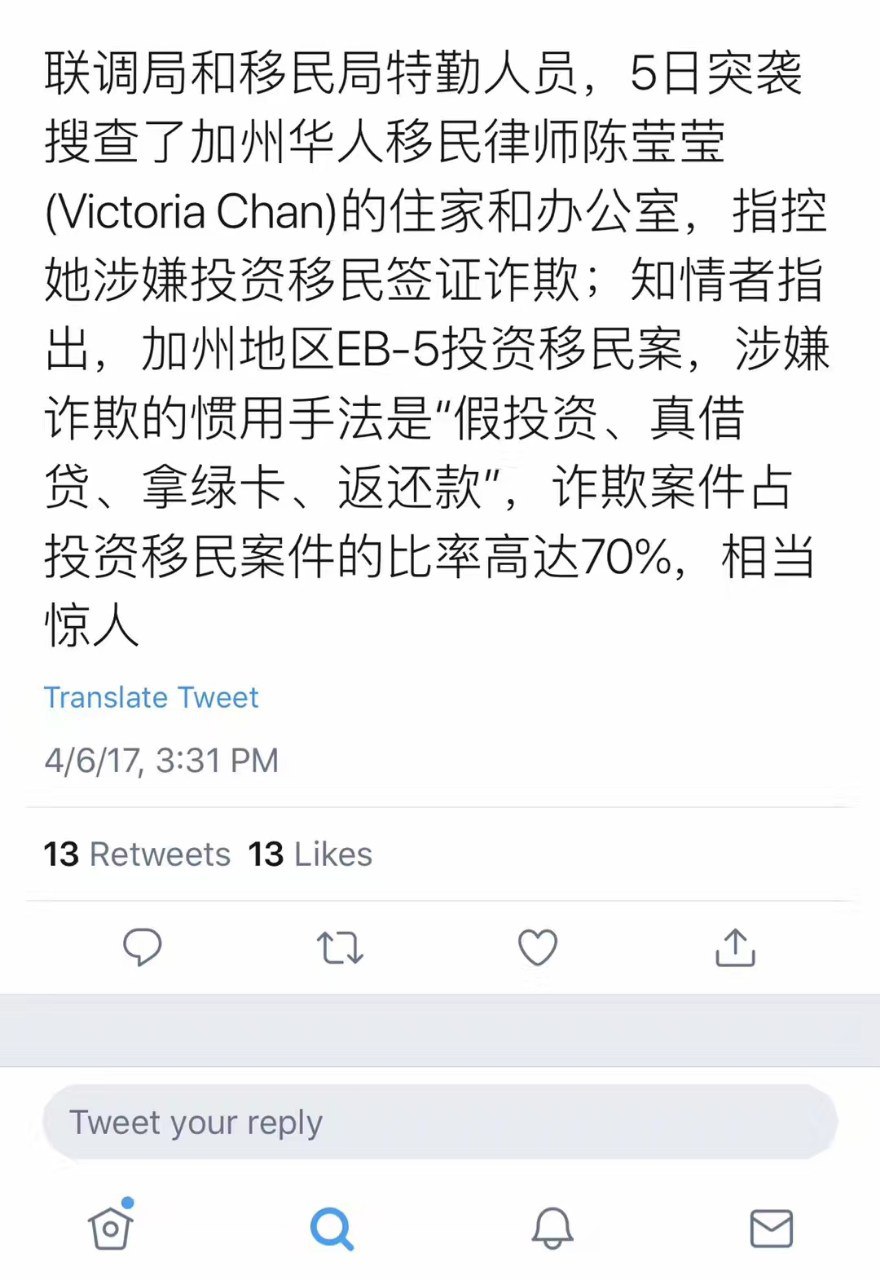 联调局和移民局特勤人员，5日突袭
搜查了加州华人移民律师陈莹莹
(Victoria Chan)的住家和办公室，指控
她涉嫌投资移民签证诈欺；知情者指
出，加州地区EB-5投资移民案，涉嫌
诈欺的惯用手法是“假投资、真借
贷、拿绿卡、返还款”，诈欺案件占
投资移民案件的比率高达70%，相当
惊人
Translate Tweet
4/6/17, 3:31 PM
13 Retweets 13 Likes
Tweet your reply